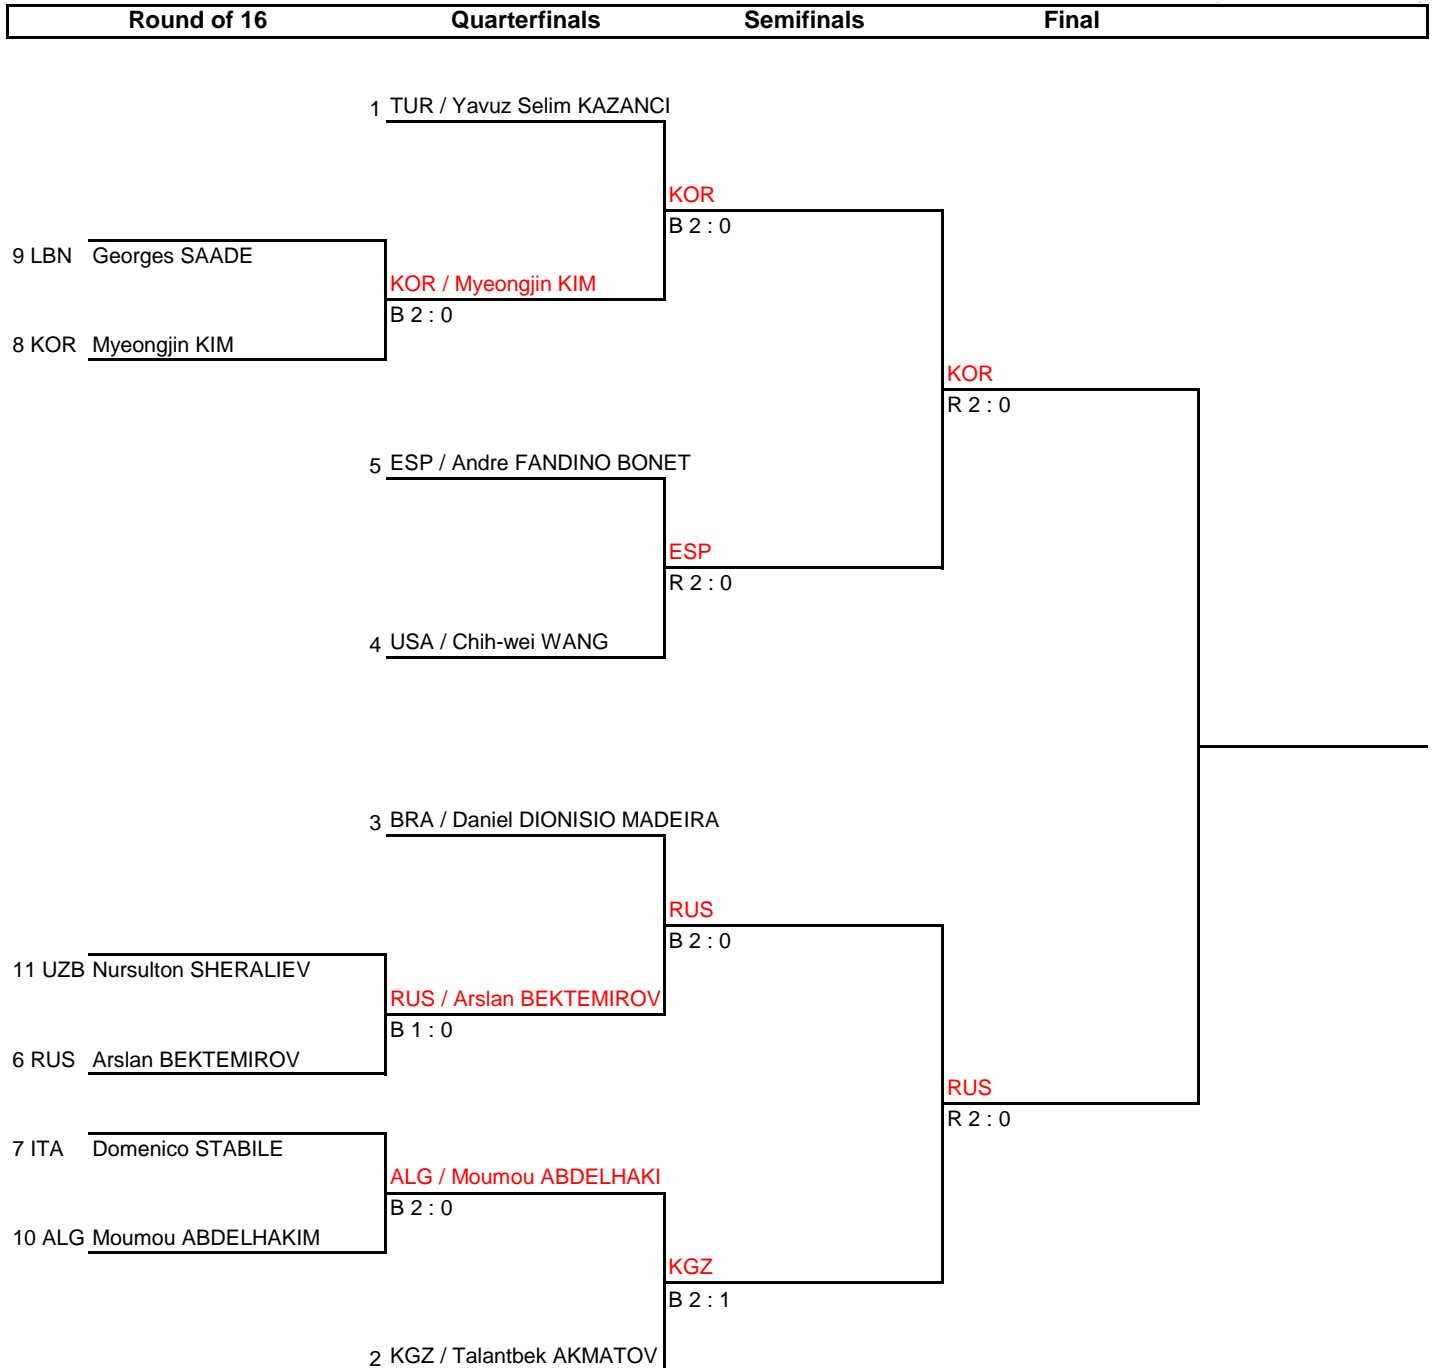 Round of 16 Quarterfinals Semifinals Final
1 TUR / Yavuz Selim KAZANCI
KOR
B 2 : 0
9 LBN Georges SAADE
KOR / Myeongjin KIM
B 2 : 0
8 KOR Myeongjin KIM
KOR
R 2 : 0
5 ESP / Andre FANDINO BONET
ESP
R 2 : 0
4 USA / Chih-wei WANG
3 BRA / Daniel DIONISIO MADEIRA
RUS
B 2 : 0
11 UZB Nursulton SHERALIEV
RUS / Arslan BEKTEMIROV
B 1 : 0
6 RUS Arslan BEKTEMIROV
RUS
R 2 : 0
7 ITA Domenico STABILE
ALG / Moumou ABDELHAKI
B 2 : 0
10 ALG Moumou ABDELHAKIM
KGZ
B 2 : 1
2 KGZ / Talantbek AKMATOV